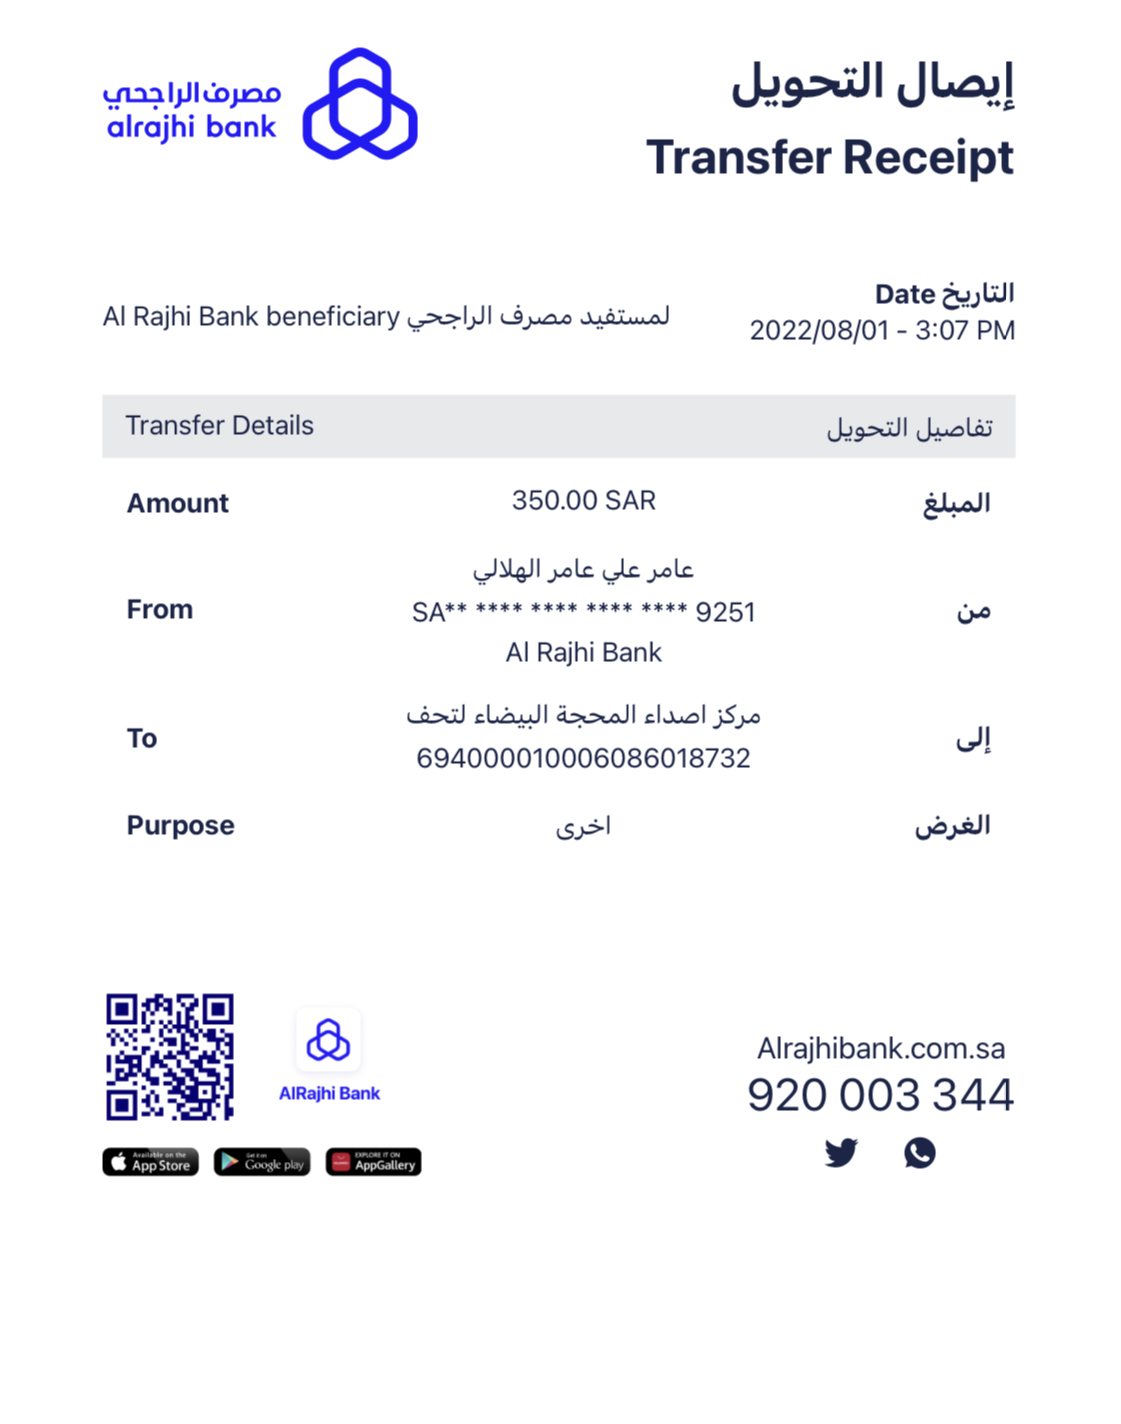 مصرف الراجحي
alrajhi bank
إيصال التحويل
Transfer Receipt
Al Rajhi Bank beneficiary لمستفيد مصرف الراجحي
Date التاريخ
2022/08/01 - 3:07 PM
Transfer Details تفاصيل التحويل
Amount 350.00 SAR المبلغ
عامر علي عامر الهلالي
From SA** **** **** **** **** 9251 من
Al Rajhi Bank
مركز اصداء المحجة البيضاء لتحف
To إلى
694000010006086018732
Purpose اخرى الغرض
AlRajhi Bank
Available on the
App Store
Get it on
Google play
EXPLORE IT ON
AppGallery
Alrajhibank.com.sa
920 003 344